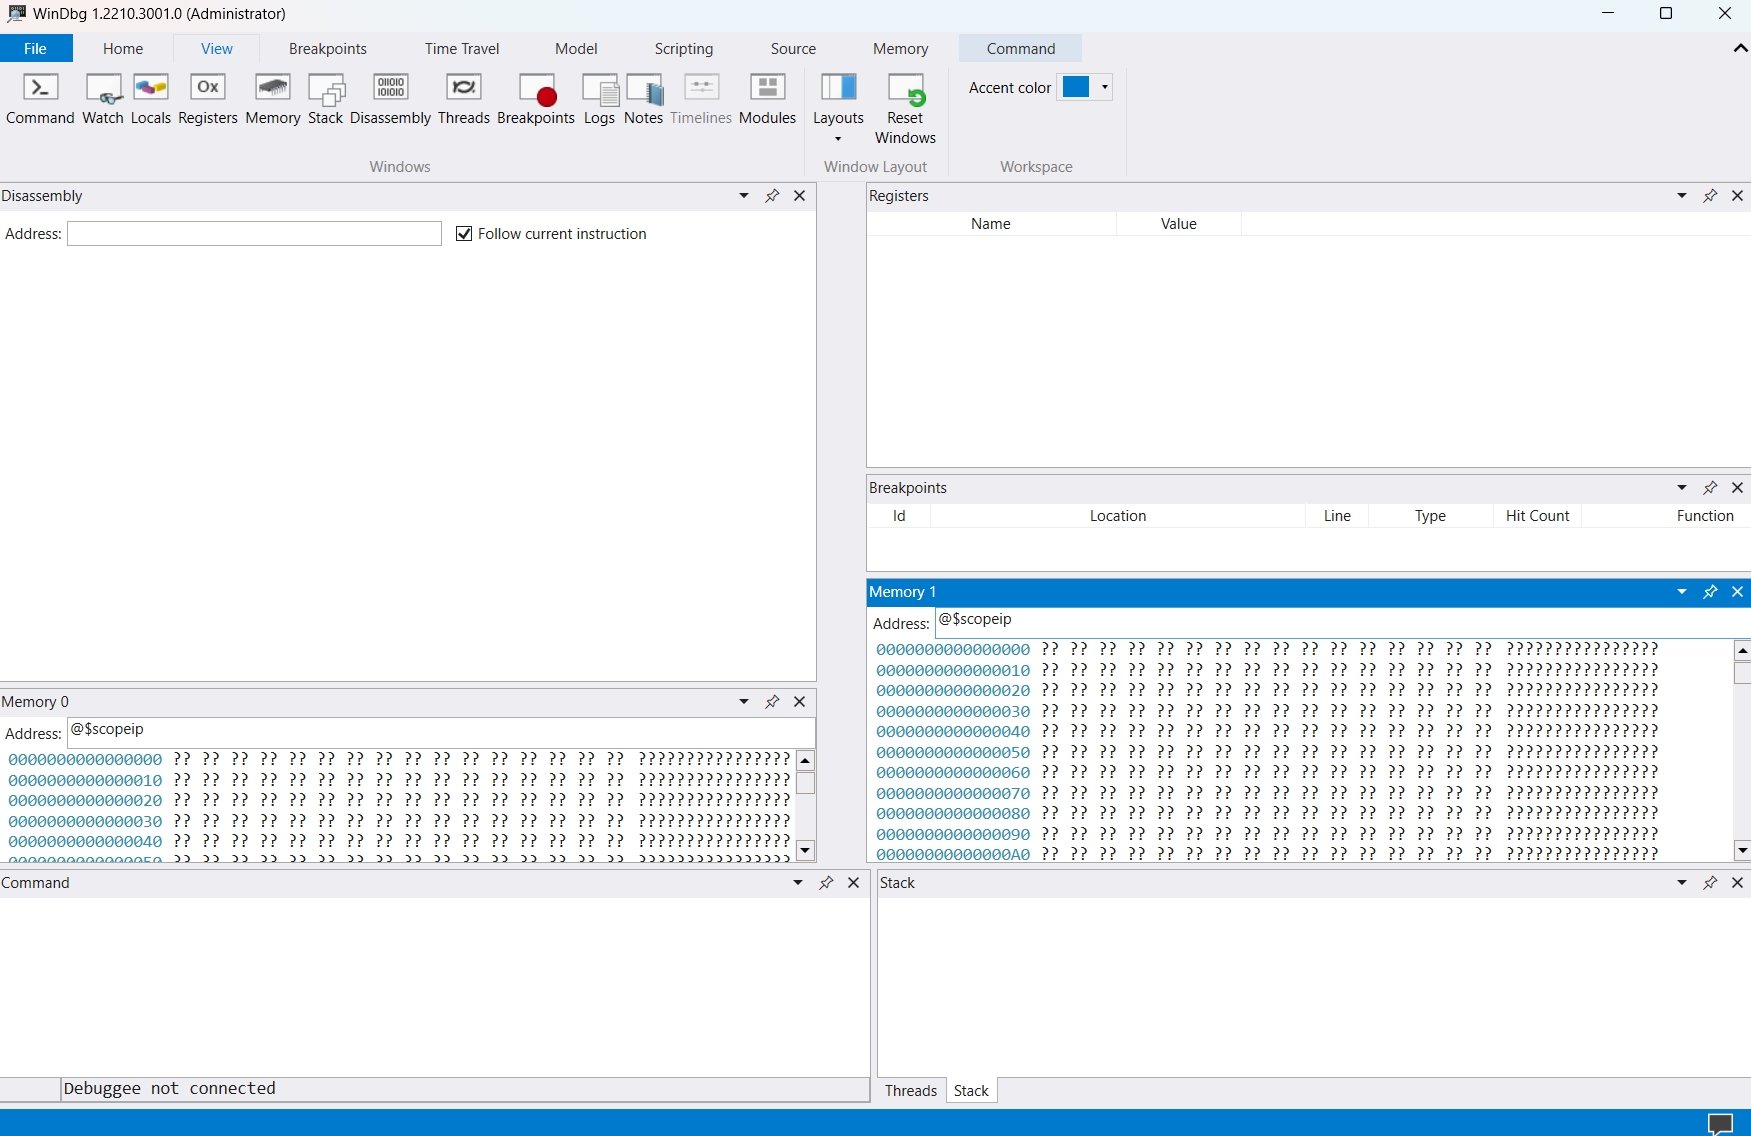 WinDbg 1.2210.3001.0 (Administrator)
File Home View Breakpoints Time Travel Model Scripting Source Memory Command
Command Watch Locals Registers Memory Stack Disassembly Threads Breakpoints Logs Notes Timelines Modules Layouts Reset Windows
Accent color
Windows Window Layout Workspace
Disassembly
Address: Follow current instruction
Registers
Name Value
Breakpoints
Id Location Line Type Hit Count Function
Memory 1
Address: @$scopeip
0000000000000000 ?? ?? ?? ?? ?? ?? ?? ?? ?? ?? ?? ?? ?? ?? ?? ?? ????????????????
0000000000000010 ?? ?? ?? ?? ?? ?? ?? ?? ?? ?? ?? ?? ?? ?? ?? ?? ????????????????
0000000000000020 ?? ?? ?? ?? ?? ?? ?? ?? ?? ?? ?? ?? ?? ?? ?? ?? ????????????????
0000000000000030 ?? ?? ?? ?? ?? ?? ?? ?? ?? ?? ?? ?? ?? ?? ?? ?? ????????????????
0000000000000040 ?? ?? ?? ?? ?? ?? ?? ?? ?? ?? ?? ?? ?? ?? ?? ?? ????????????????
0000000000000050 ?? ?? ?? ?? ?? ?? ?? ?? ?? ?? ?? ?? ?? ?? ?? ?? ????????????????
0000000000000060 ?? ?? ?? ?? ?? ?? ?? ?? ?? ?? ?? ?? ?? ?? ?? ?? ????????????????
0000000000000070 ?? ?? ?? ?? ?? ?? ?? ?? ?? ?? ?? ?? ?? ?? ?? ?? ????????????????
0000000000000080 ?? ?? ?? ?? ?? ?? ?? ?? ?? ?? ?? ?? ?? ?? ?? ?? ????????????????
0000000000000090 ?? ?? ?? ?? ?? ?? ?? ?? ?? ?? ?? ?? ?? ?? ?? ?? ????????????????
00000000000000A0 ?? ?? ?? ?? ?? ?? ?? ?? ?? ?? ?? ?? ?? ?? ?? ?? ????????????????
Memory 0
Address: @$scopeip
0000000000000000 ?? ?? ?? ?? ?? ?? ?? ?? ?? ?? ?? ?? ?? ?? ?? ?? ????????????????
0000000000000010 ?? ?? ?? ?? ?? ?? ?? ?? ?? ?? ?? ?? ?? ?? ?? ?? ????????????????
0000000000000020 ?? ?? ?? ?? ?? ?? ?? ?? ?? ?? ?? ?? ?? ?? ?? ?? ????????????????
0000000000000030 ?? ?? ?? ?? ?? ?? ?? ?? ?? ?? ?? ?? ?? ?? ?? ?? ????????????????
0000000000000040 ?? ?? ?? ?? ?? ?? ?? ?? ?? ?? ?? ?? ?? ?? ?? ?? ????????????????
0000000000000050 ?? ?? ?? ?? ?? ?? ?? ?? ?? ?? ?? ?? ?? ?? ?? ?? ????????????????
Command
Debuggee not connected
Stack
Threads Stack